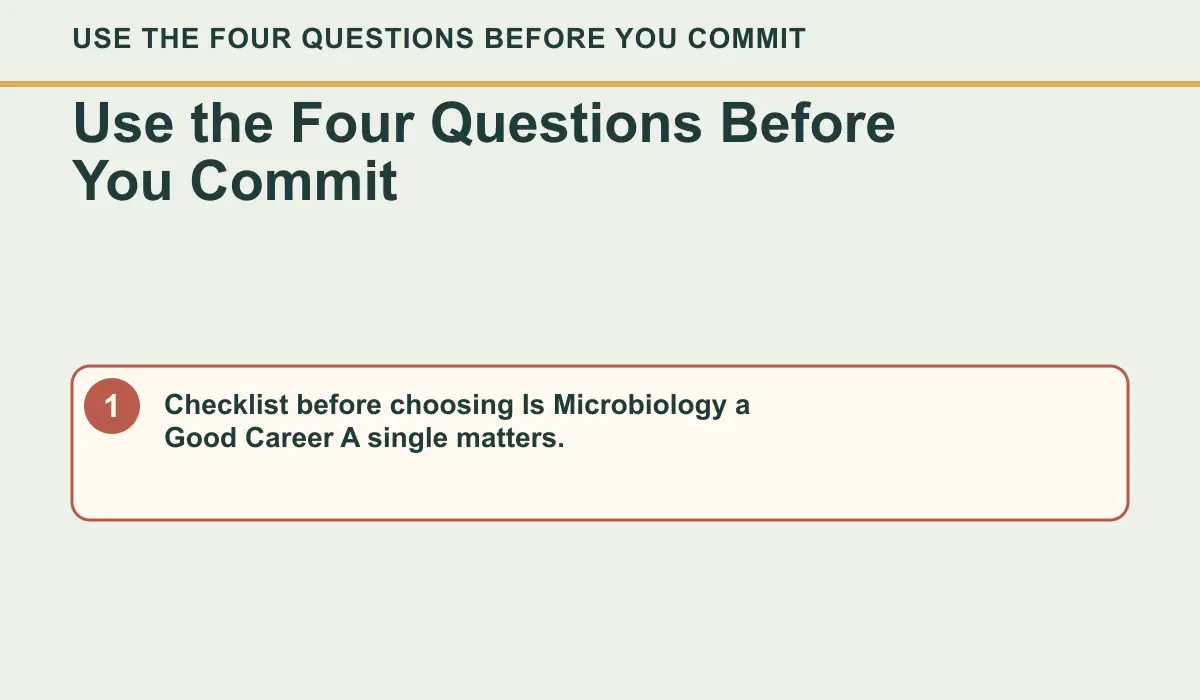 USE THE FOUR QUESTIONS BEFORE YOU COMMIT
Use the Four Questions Before
You Commit
1
Checklist before choosing Is Microbiology a
Good Career A single matters.